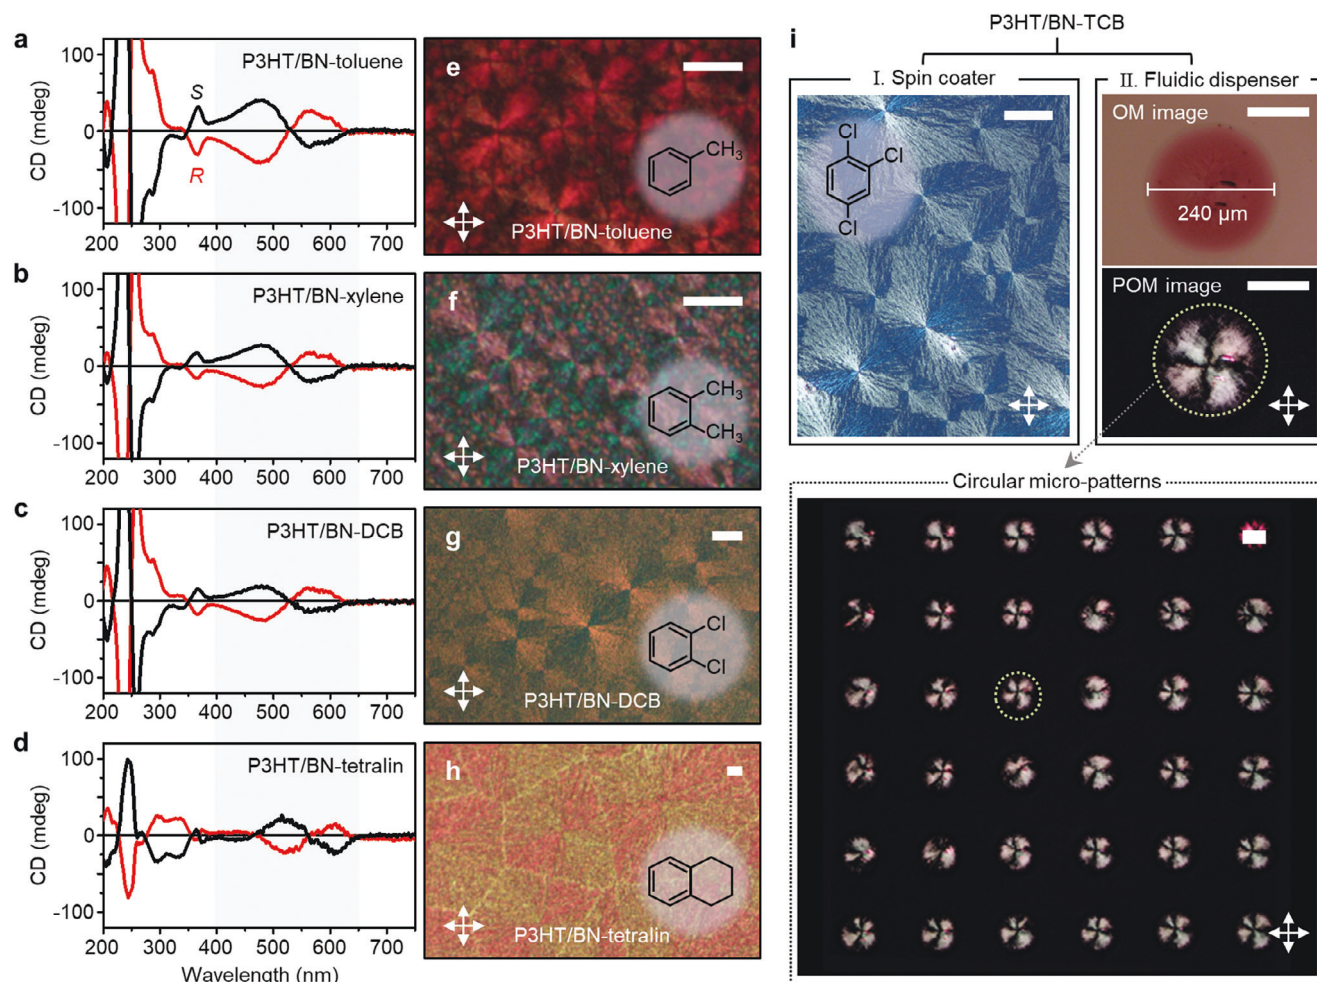 a
100
0
-100
CD (mdeg)
P3HT/BN-toluene
S
R
200 300 400 500 600 700
e
CH3
P3HT/BN-toluene
b
100
0
-100
CD (mdeg)
P3HT/BN-xylene
200 300 400 500 600 700
f
CH3
CH3
P3HT/BN-xylene
c
100
0
-100
CD (mdeg)
P3HT/BN-DCB
200 300 400 500 600 700
g
Cl
Cl
P3HT/BN-DCB
d
100
0
-100
CD (mdeg)
P3HT/BN-tetralin
200 300 400 500 600 700
Wavelength (nm)
h
P3HT/BN-tetralin
i
P3HT/BN-TCB
I. Spin coater
Cl
Cl
Cl
II. Fluidic dispenser
OM image
240 μm
POM image
Circular micro-patterns